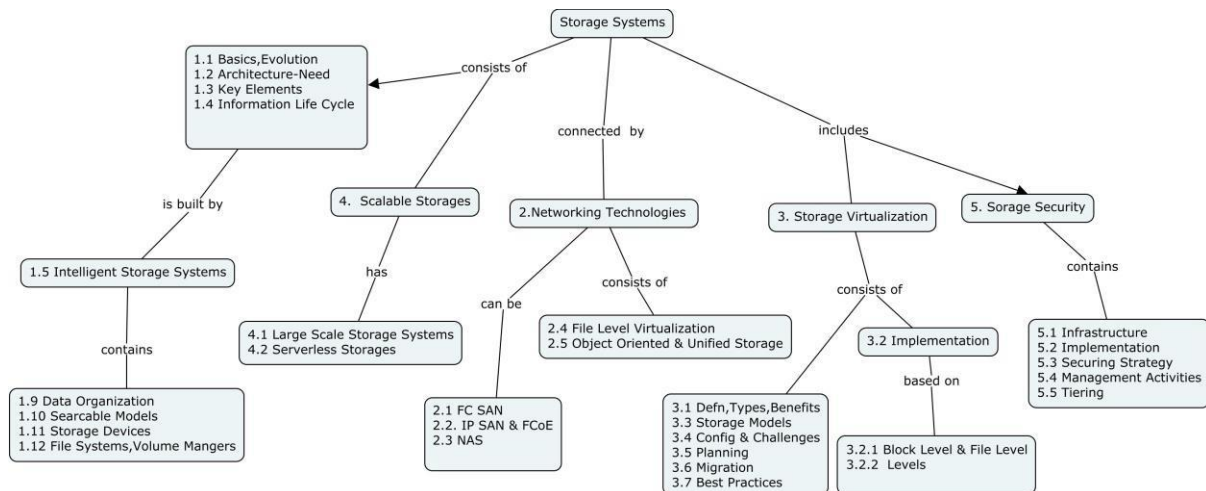 Storage Systems
1.1 Basics,Evolution
1.2 Architecture-Need
1.3 Key Elements
1.4 Information Life Cycle
consists of
connected by
includes
is built by
4. Scalable Storages
2.Networking Technologies
3. Storage Virtualization
5. Sorage Security
1.5 Intelligent Storage Systems
has
can be
consists of
consists of
contains
contains
4.1 Large Scale Storage Systems
4.2 Serverless Storages
2.4 File Level Virtualization
2.5 Object Oriented & Unified Storage
3.2 Implementation
5.1 Infrastructure
5.2 Implementation
5.3 Securing Strategy
5.4 Management Activities
5.5 Tiering
based on
1.9 Data Organization
1.10 Searcable Models
1.11 Storage Devices
1.12 File Systems,Volume Mangers
2.1 FC SAN
2.2. IP SAN & FCoE
2.3 NAS
3.1 Defn,Types,Benefits
3.3 Storage Models
3.4 Config & Challenges
3.5 Planning
3.6 Migration
3.7 Best Practices
3.2.1 Block Level & File Level
3.2.2 Levels